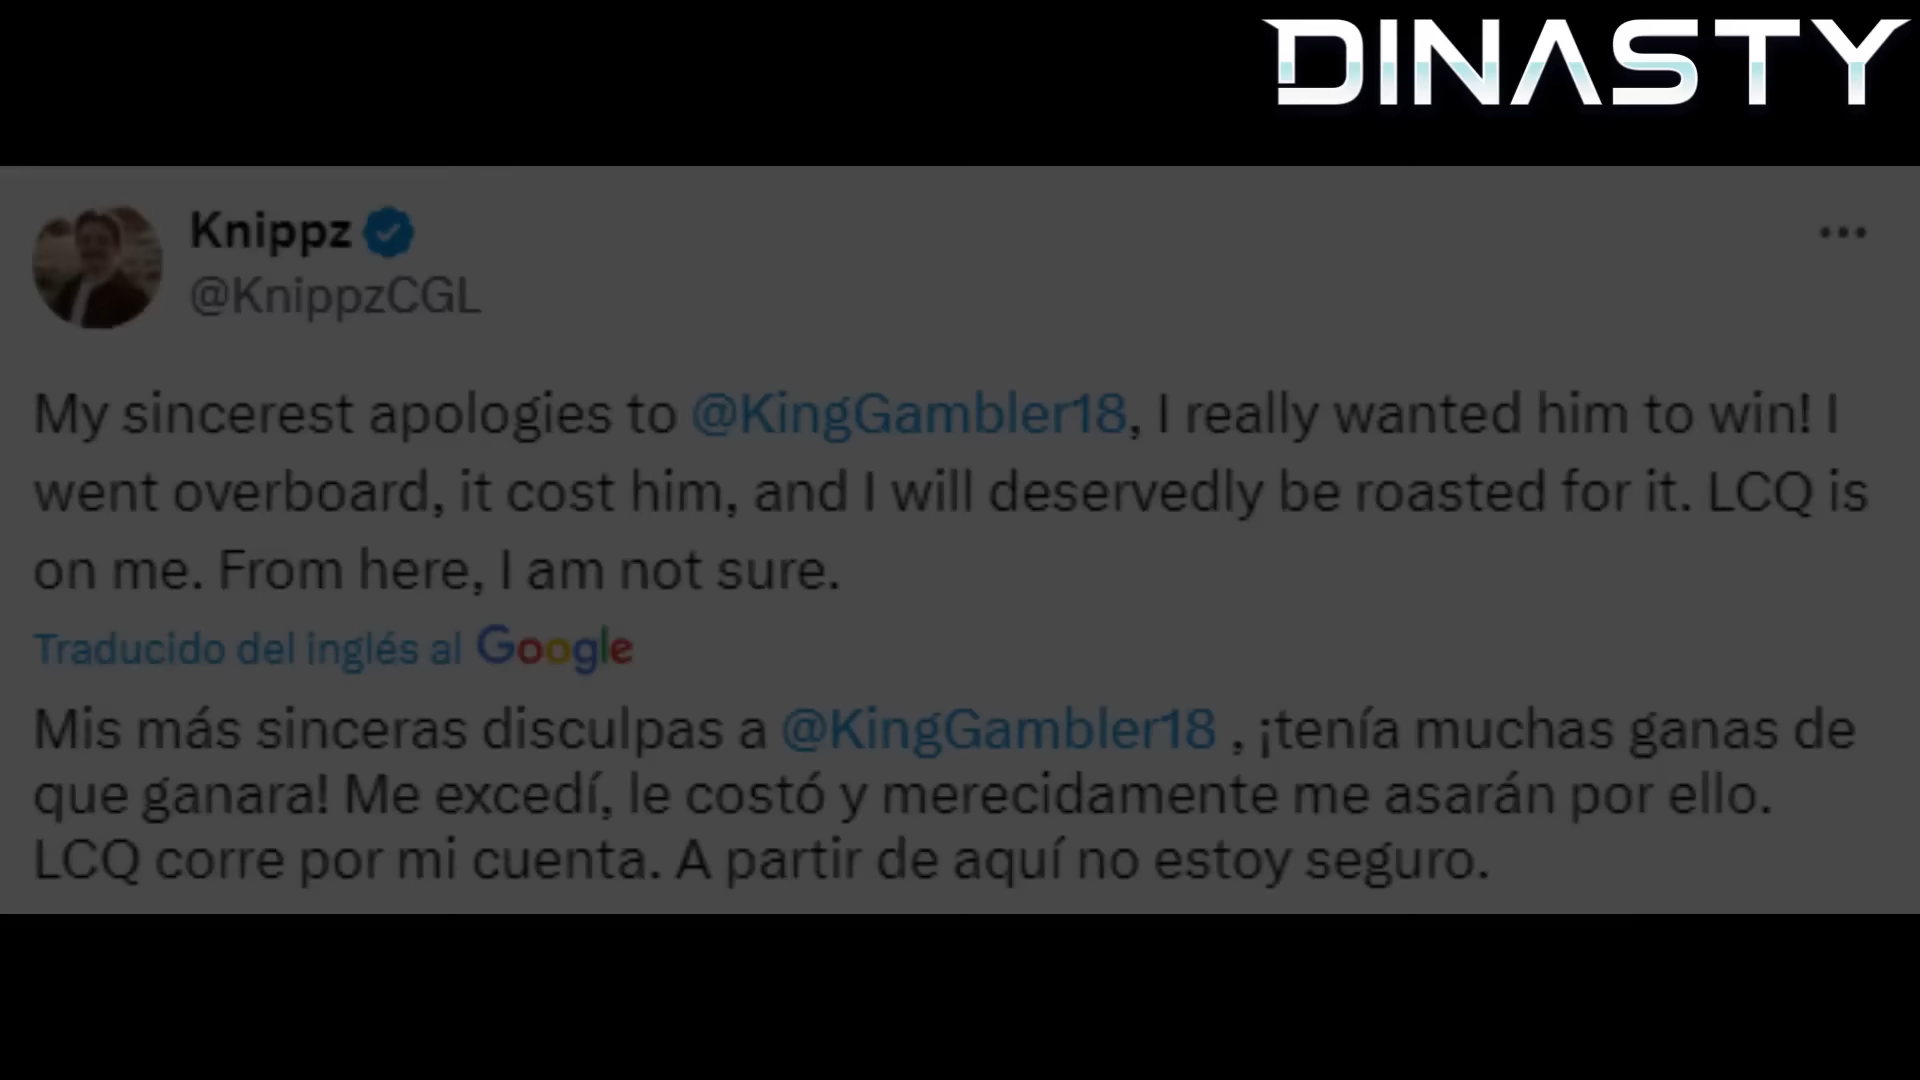 DINASTY
Knippz
@KnippzCGL
My sincerest apologies to @KingGambler18, I really wanted him to win! I
went overboard, it cost him, and I will deservedly be roasted for it. LCQ is
on me. From here, I am not sure.
Traducido del inglés al Google
Mis más sinceras disculpas a @KingGambler18 , ¡tenía muchas ganas de
que ganara! Me excedí, le costó y merecidamente me asarán por ello.
LCQ corre por mi cuenta. A partir de aquí no estoy seguro.